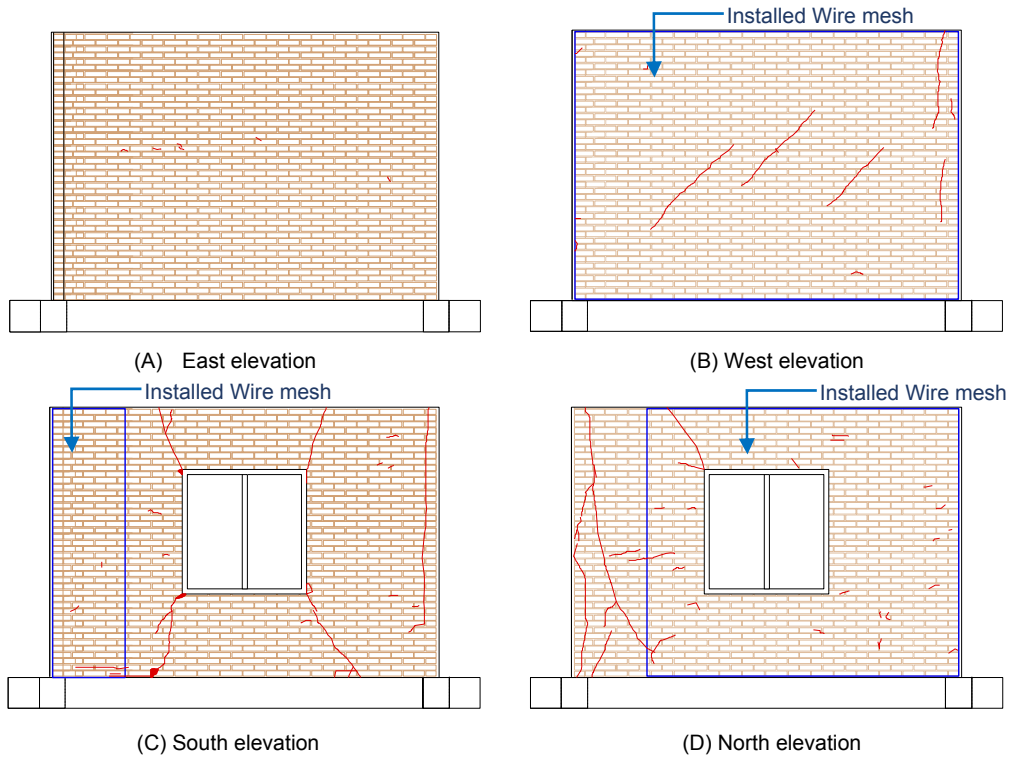 Installed Wire mesh
(A) East elevation
(B) West elevation
Installed Wire mesh
Installed Wire mesh
(C) South elevation
(D) North elevation